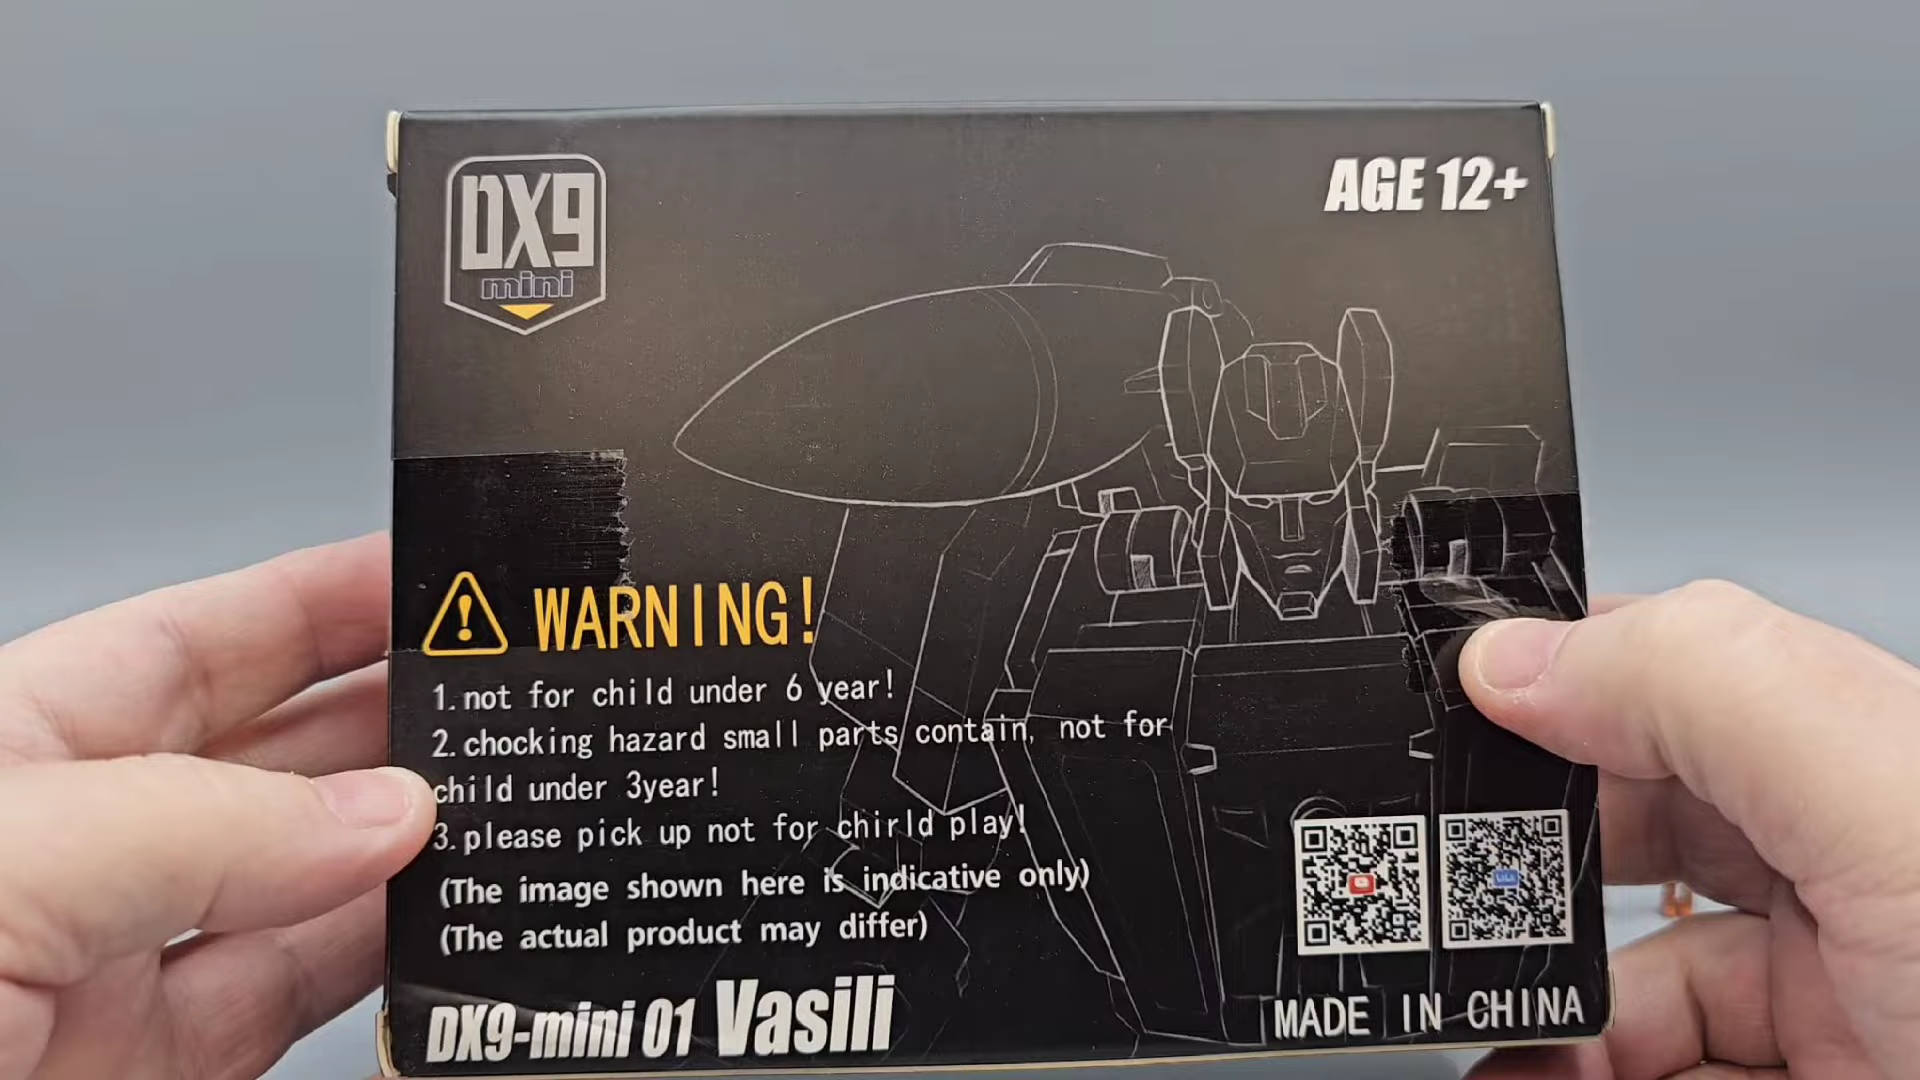 DX9
mini
AGE 12+
WARNING!
1. not for child under 6 year!
2. chocking hazard small parts contain, not for
child under 3year!
3. please pick up not for chirld play!
(The image shown here is indicative only)
(The actual product may differ)
DX9-mini 01 Vasili
MADE IN CHINA